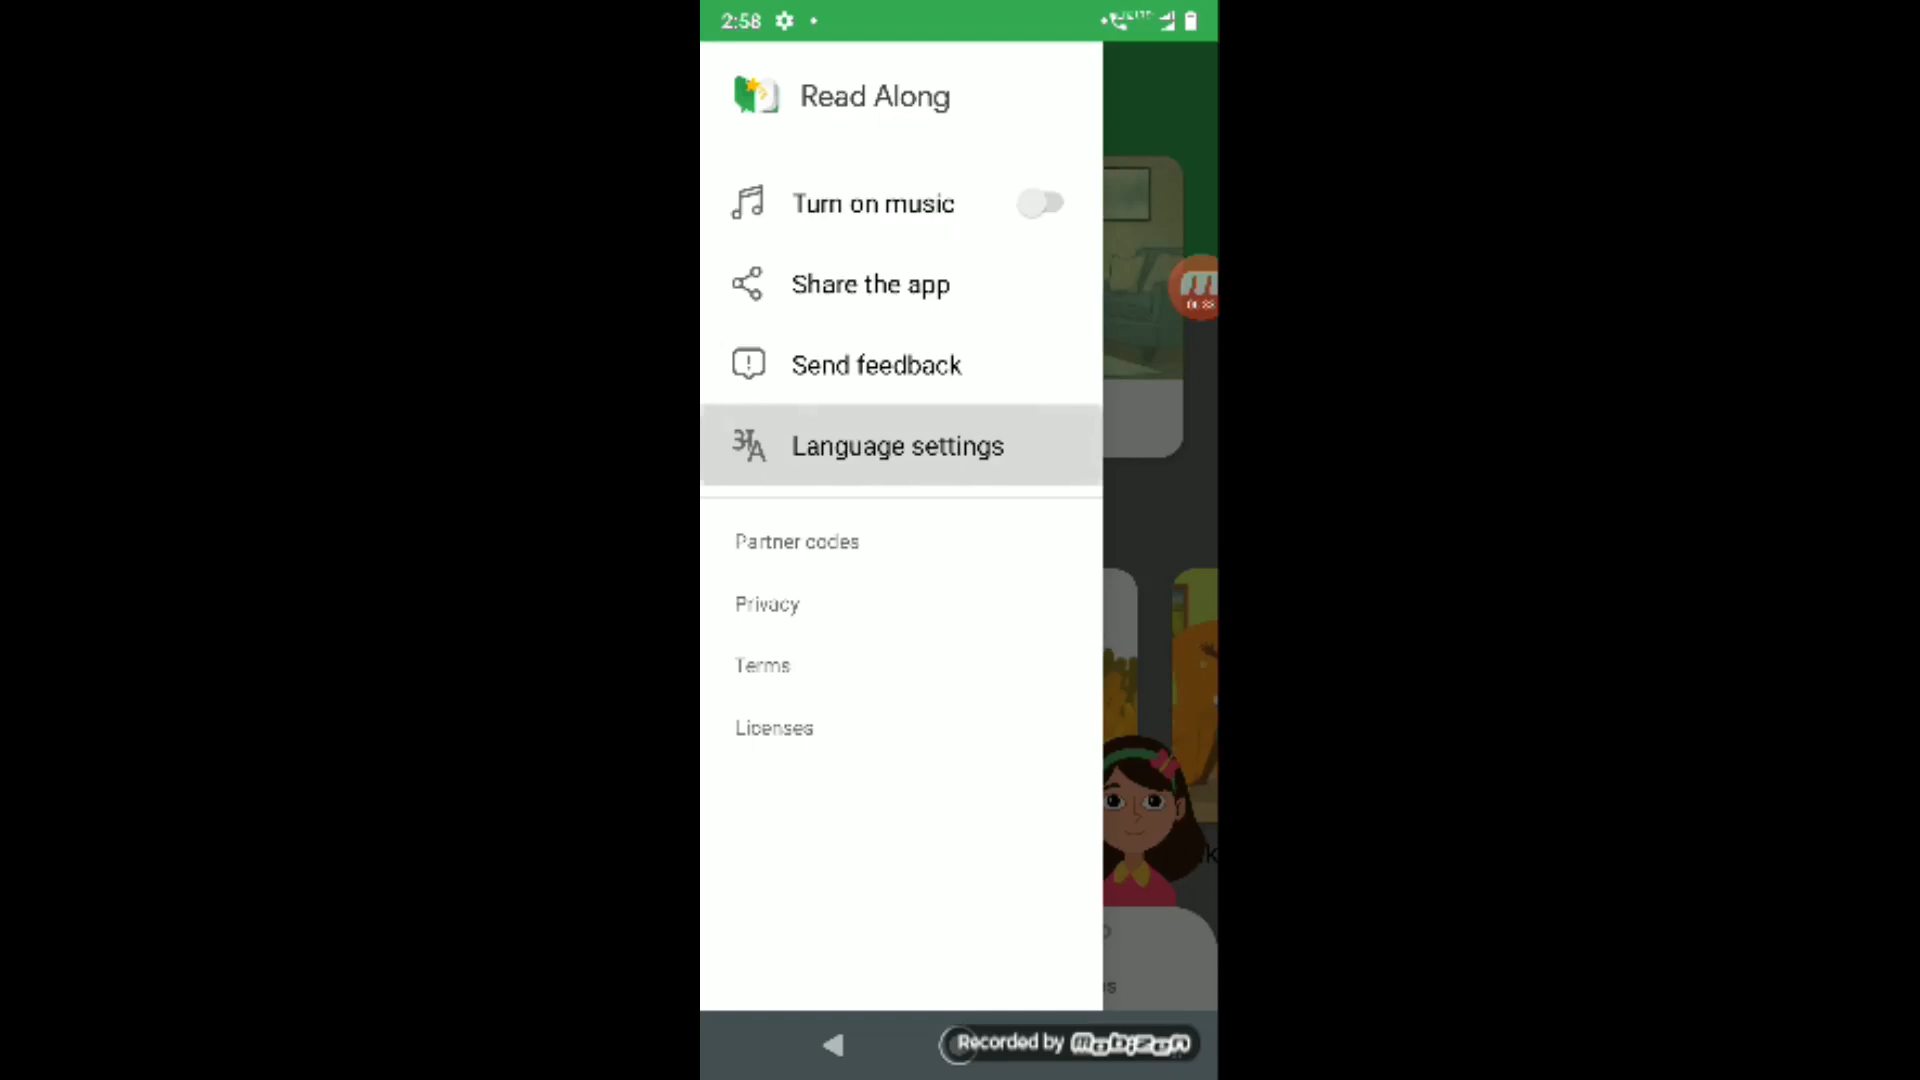 2:58
Read Along
Turn on music
Share the app
Send feedback
Language settings
Partner codes
Privacy
Terms
Licenses
Recorded by mobizen